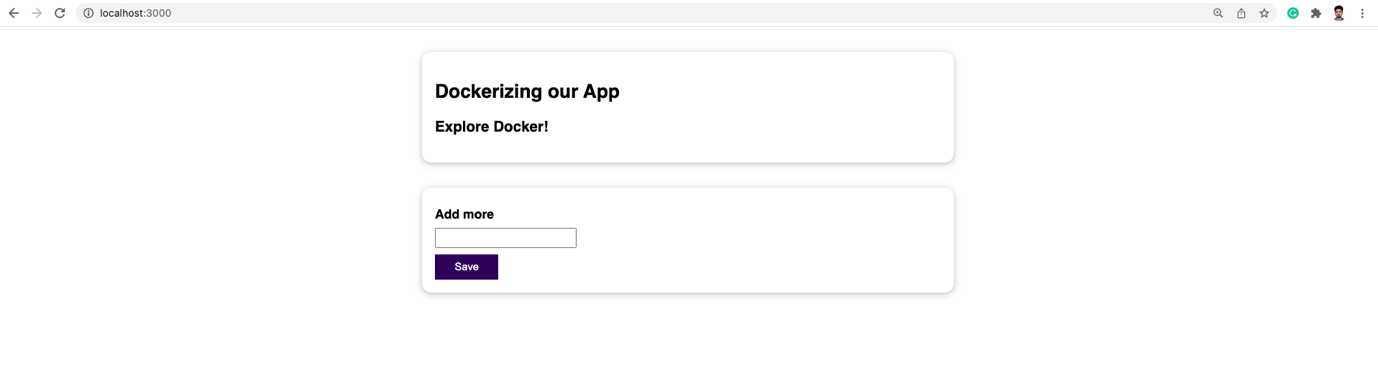 localhost:3000
Dockerizing our App
Explore Docker!
Add more
Save